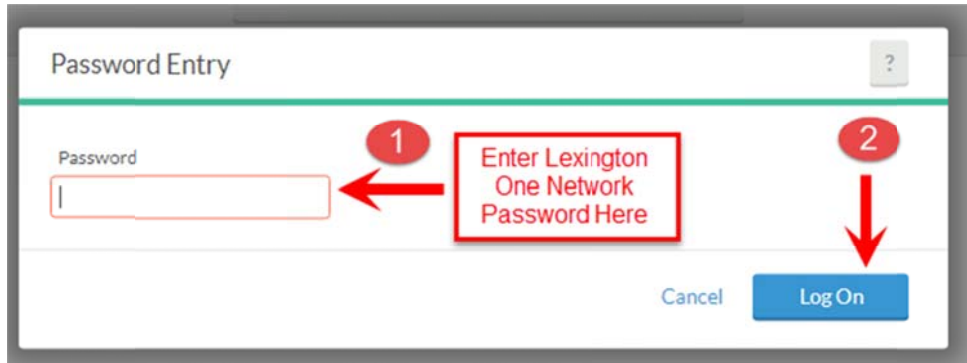 Password Entry
?
Password
1
Enter Lexington
One Network
Password Here
2
Cancel
Log On